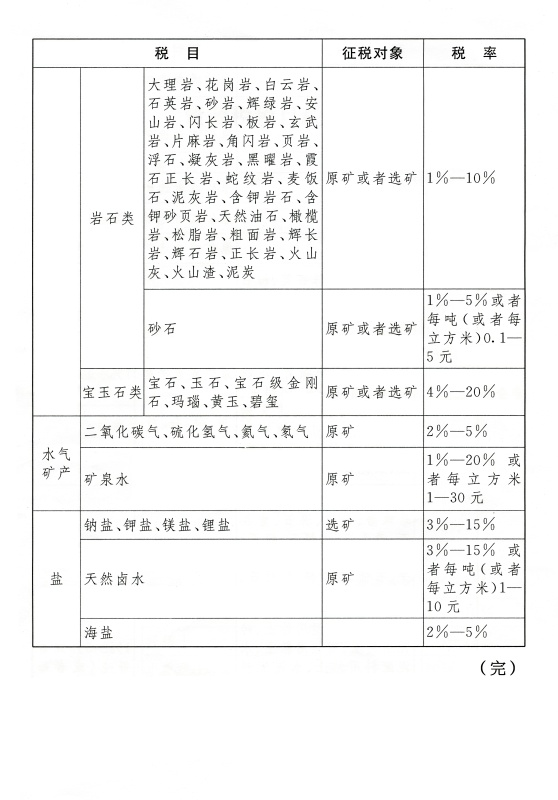 税 目 征税对象 税 率
岩石类
大理岩、花岗岩、白云岩、
石英岩、砂岩、辉绿岩、安
山岩、闪长岩、板岩、玄武
岩、片麻岩、角闪岩、页岩、
浮石、凝灰岩、黑曜岩、霞
石正长岩、蛇纹岩、麦饭
石、泥灰岩、含钾岩石、含
钾砂页岩、天然油石、橄榄
岩、松脂岩、粗面岩、辉长
岩、辉石岩、正长岩、火山
灰、火山渣、泥炭
原矿或者选矿
1%—10%
砂石
原矿或者选矿
1%—5%或者
每吨(或者每
立方米)0.1—
5元
宝玉石类
宝石、玉石、宝石级金刚
石、玛瑙、黄玉、碧玺
原矿或者选矿
4%—20%
水气
矿产
二氧化碳气、硫化氢气、氦气、氡气
原矿
2%—5%
矿泉水
原矿
1%—20% 或
者每立方米
1—30元
盐
钠盐、钾盐、镁盐、锂盐
选矿
3%—15%
天然卤水
原矿
3%—15% 或
者每吨(或者
每立方米)1—
10元
海盐
2%—5%
(完)